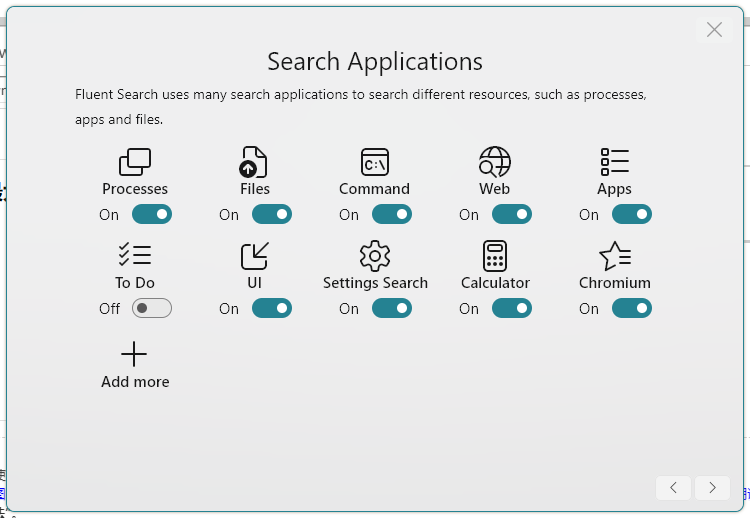 Search Applications
Fluent Search uses many search applications to search different resources, such as processes,
apps and files.
C:\
Processes Files Command Web Apps
On On On On On
To Do UI Settings Search Calculator Chromium
Off On On On On
Add more